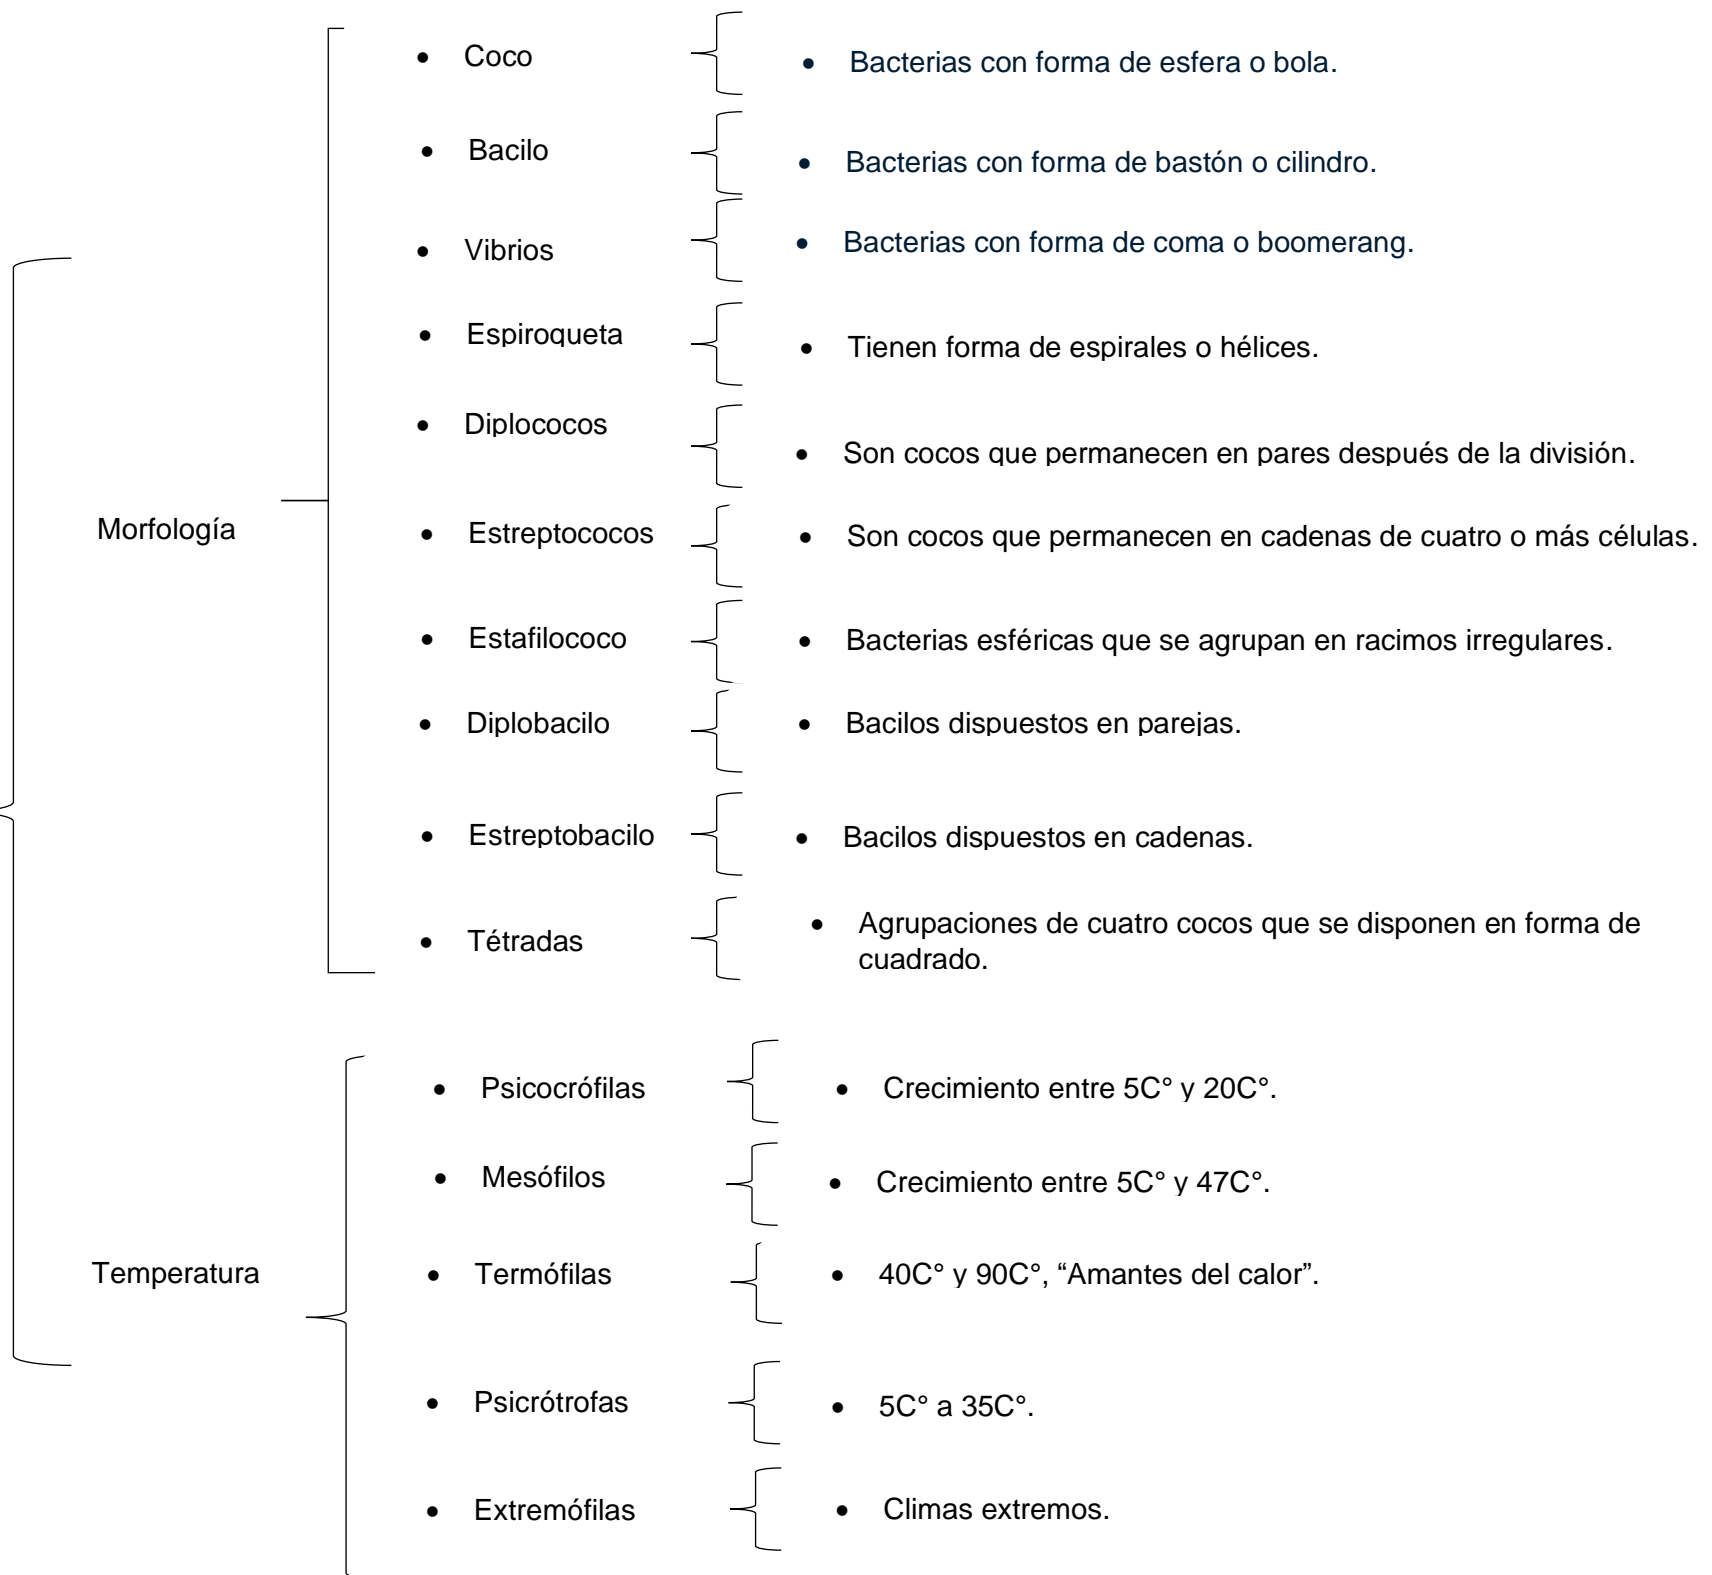 Morfología
• Coco
• Bacterias con forma de esfera o bola.
• Bacilo
• Bacterias con forma de bastón o cilindro.
• Vibrios
• Bacterias con forma de coma o boomerang.
• Espiroqueta
• Tienen forma de espirales o hélices.
• Diplococos
• Son cocos que permanecen en pares después de la división.
• Estreptococos
• Son cocos que permanecen en cadenas de cuatro o más células.
• Estafilococo
• Bacterias esféricas que se agrupan en racimos irregulares.
• Diplobacilo
• Bacilos dispuestos en parejas.
• Estreptobacilo
• Bacilos dispuestos en cadenas.
• Tétradas
• Agrupaciones de cuatro cocos que se disponen en forma de
cuadrado.
Temperatura
• Psicocrófilas
• Crecimiento entre 5C° y 20C°.
• Mesófilos
• Crecimiento entre 5C° y 47C°.
• Termófilas
• 40C° y 90C°, “Amantes del calor”.
• Psicrótrofas
• 5C° a 35C°.
• Extremófilas
• Climas extremos.